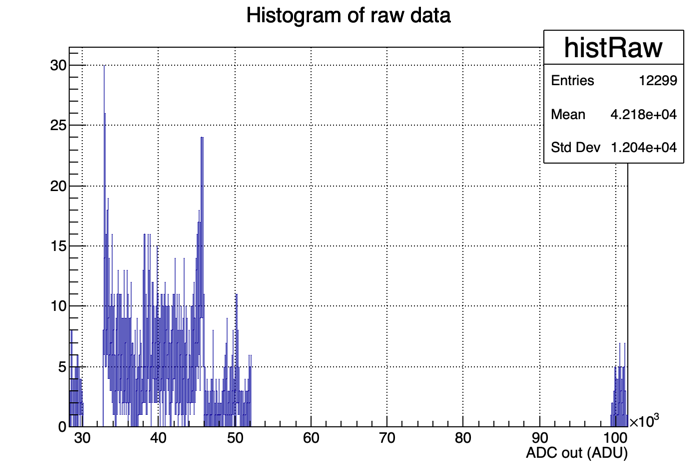 Histogram of raw data
histRaw
Entries 12299
Mean 4.218e+04
Std Dev 1.204e+04
30
25
20
15
10
5
0
30 40 50 60 70 80 90 100 ×10³
ADC out (ADU)